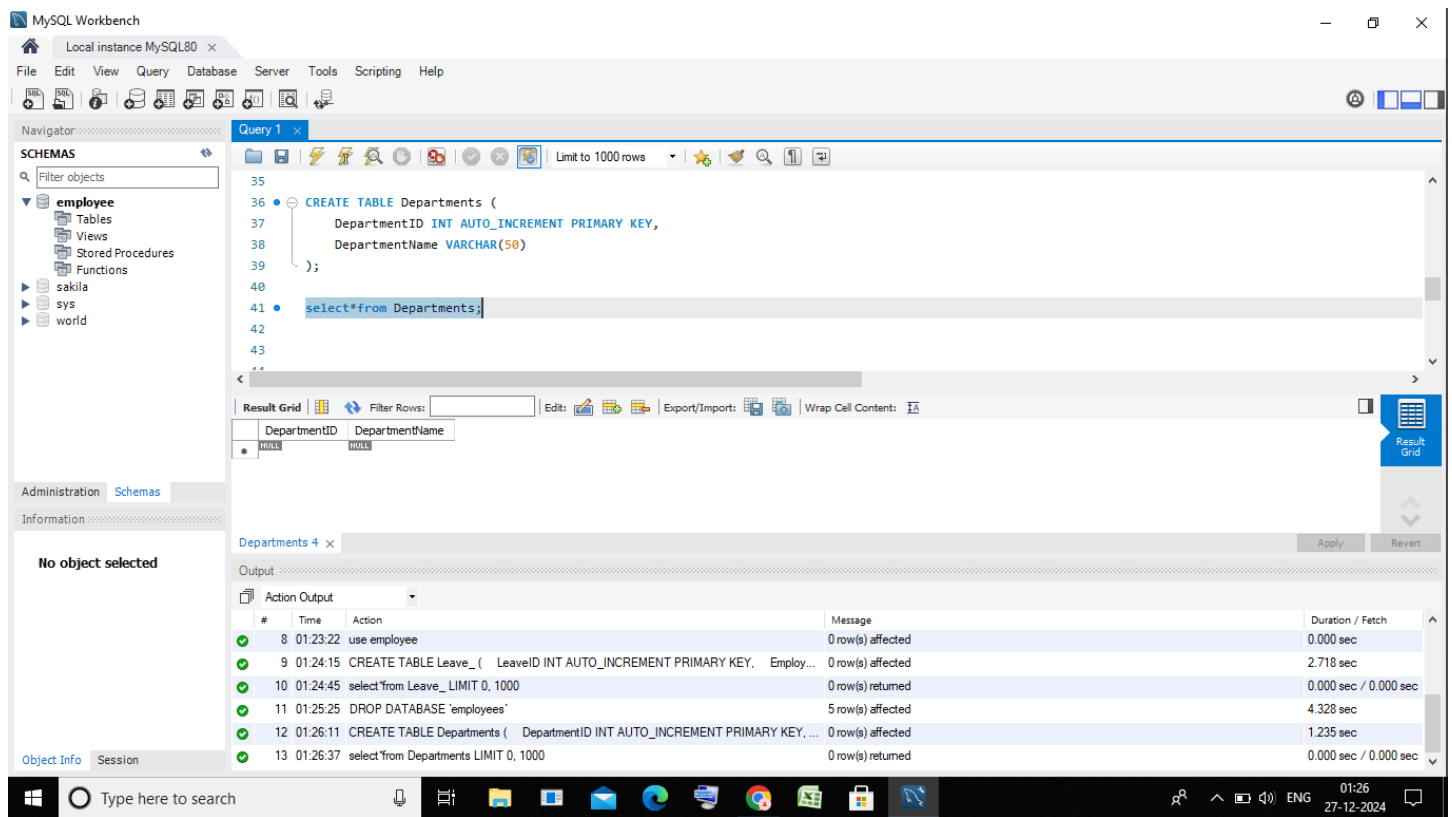 MySQL Workbench
Local instance MySQL80
File Edit View Query Database Server Tools Scripting Help
Navigator
SCHEMAS
Filter objects
employee
Tables
Views
Stored Procedures
Functions
sakila
sys
world
Administration Schemas
Information
No object selected
Object Info Session
Query 1
Limit to 1000 rows
35
36 CREATE TABLE Departments (
37 DepartmentID INT AUTO_INCREMENT PRIMARY KEY,
38 DepartmentName VARCHAR(50)
39 );
40
41 select*from Departments;
42
43
44
Result Grid Filter Rows: Edit: Export/Import: Wrap Cell Content:
DepartmentID DepartmentName
NULL NULL
Result
Grid
Departments 4
Apply Revert
Output
Action Output
# Time Action Message Duration / Fetch
8 01:23:22 use employee 0 row(s) affected 0.000 sec
9 01:24:15 CREATE TABLE Leave_ ( LeaveID INT AUTO_INCREMENT PRIMARY KEY, Employ... 0 row(s) affected 2.718 sec
10 01:24:45 select*from Leave_ LIMIT 0, 1000 0 row(s) returned 0.000 sec / 0.000 sec
11 01:25:25 DROP DATABASE `employees` 5 row(s) affected 4.328 sec
12 01:26:11 CREATE TABLE Departments ( DepartmentID INT AUTO_INCREMENT PRIMARY KEY, ... 0 row(s) affected 1.235 sec
13 01:26:37 select*from Departments LIMIT 0, 1000 0 row(s) returned 0.000 sec / 0.000 sec
Type here to search
ENG
01:26
27-12-2024